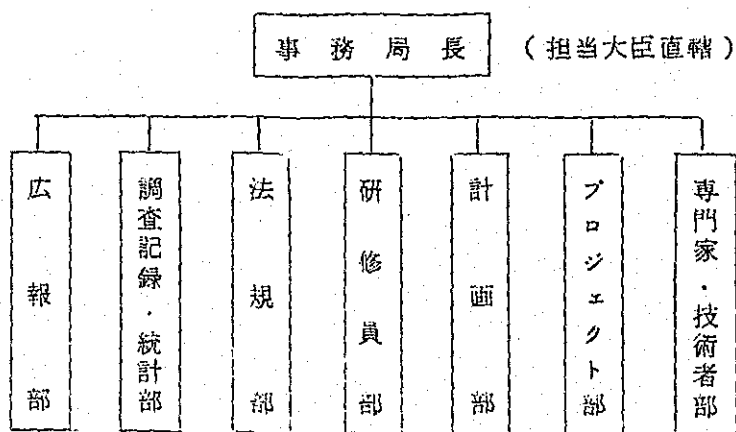 事務局長 (担当大臣直轄)
広報部
調査記録・統計部
法規部
研修員部
計画部
プロジェクト部
専門家・技術者部